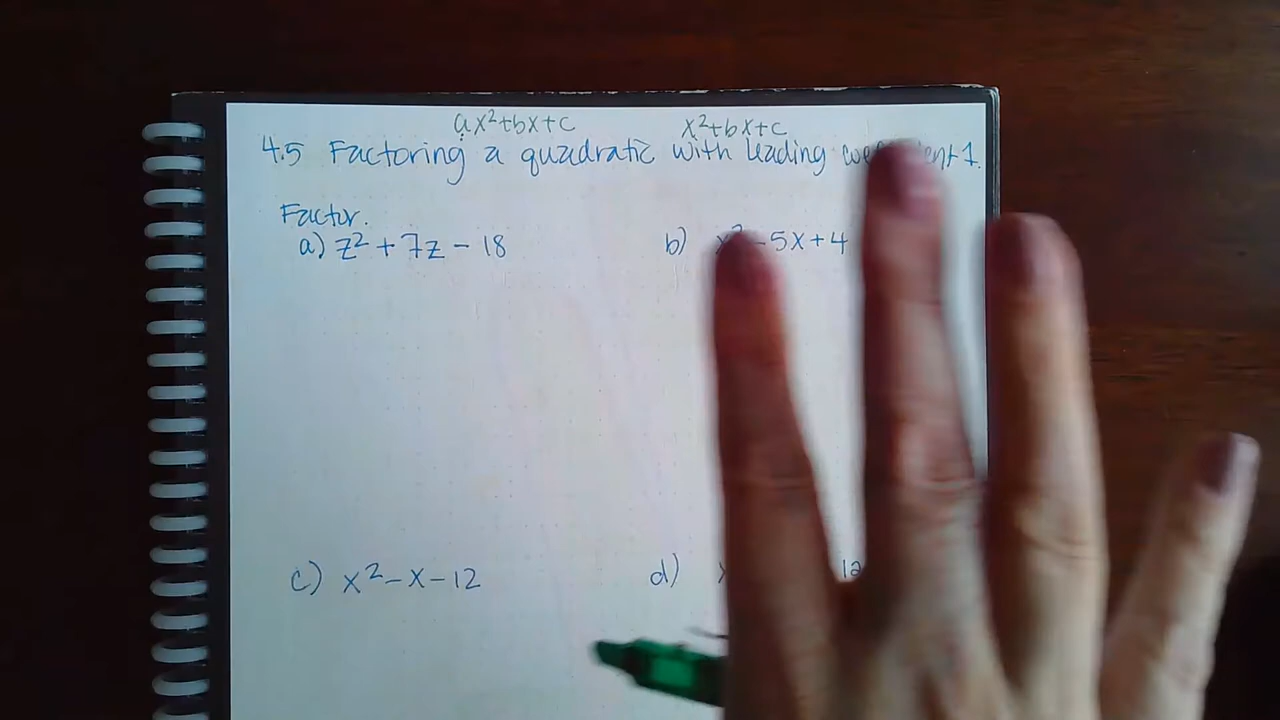 ax²+bx+c x²+bx+c
4.5 Factoring a quadratic with leading 1.
Factor.
a) z² + 7z - 18 b) - 5x + 4
c) x² - x - 12 d)